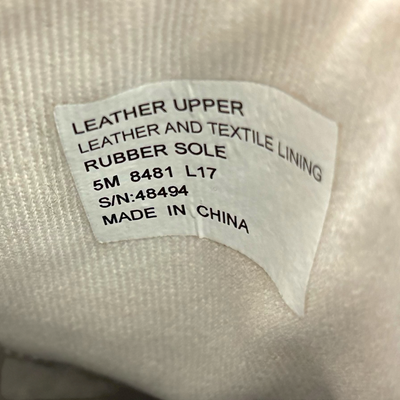 LEATHER UPPER
LEATHER AND TEXTILE LINING
RUBBER SOLE
5M 8481 L17
S/N:48494
MADE IN CHINA